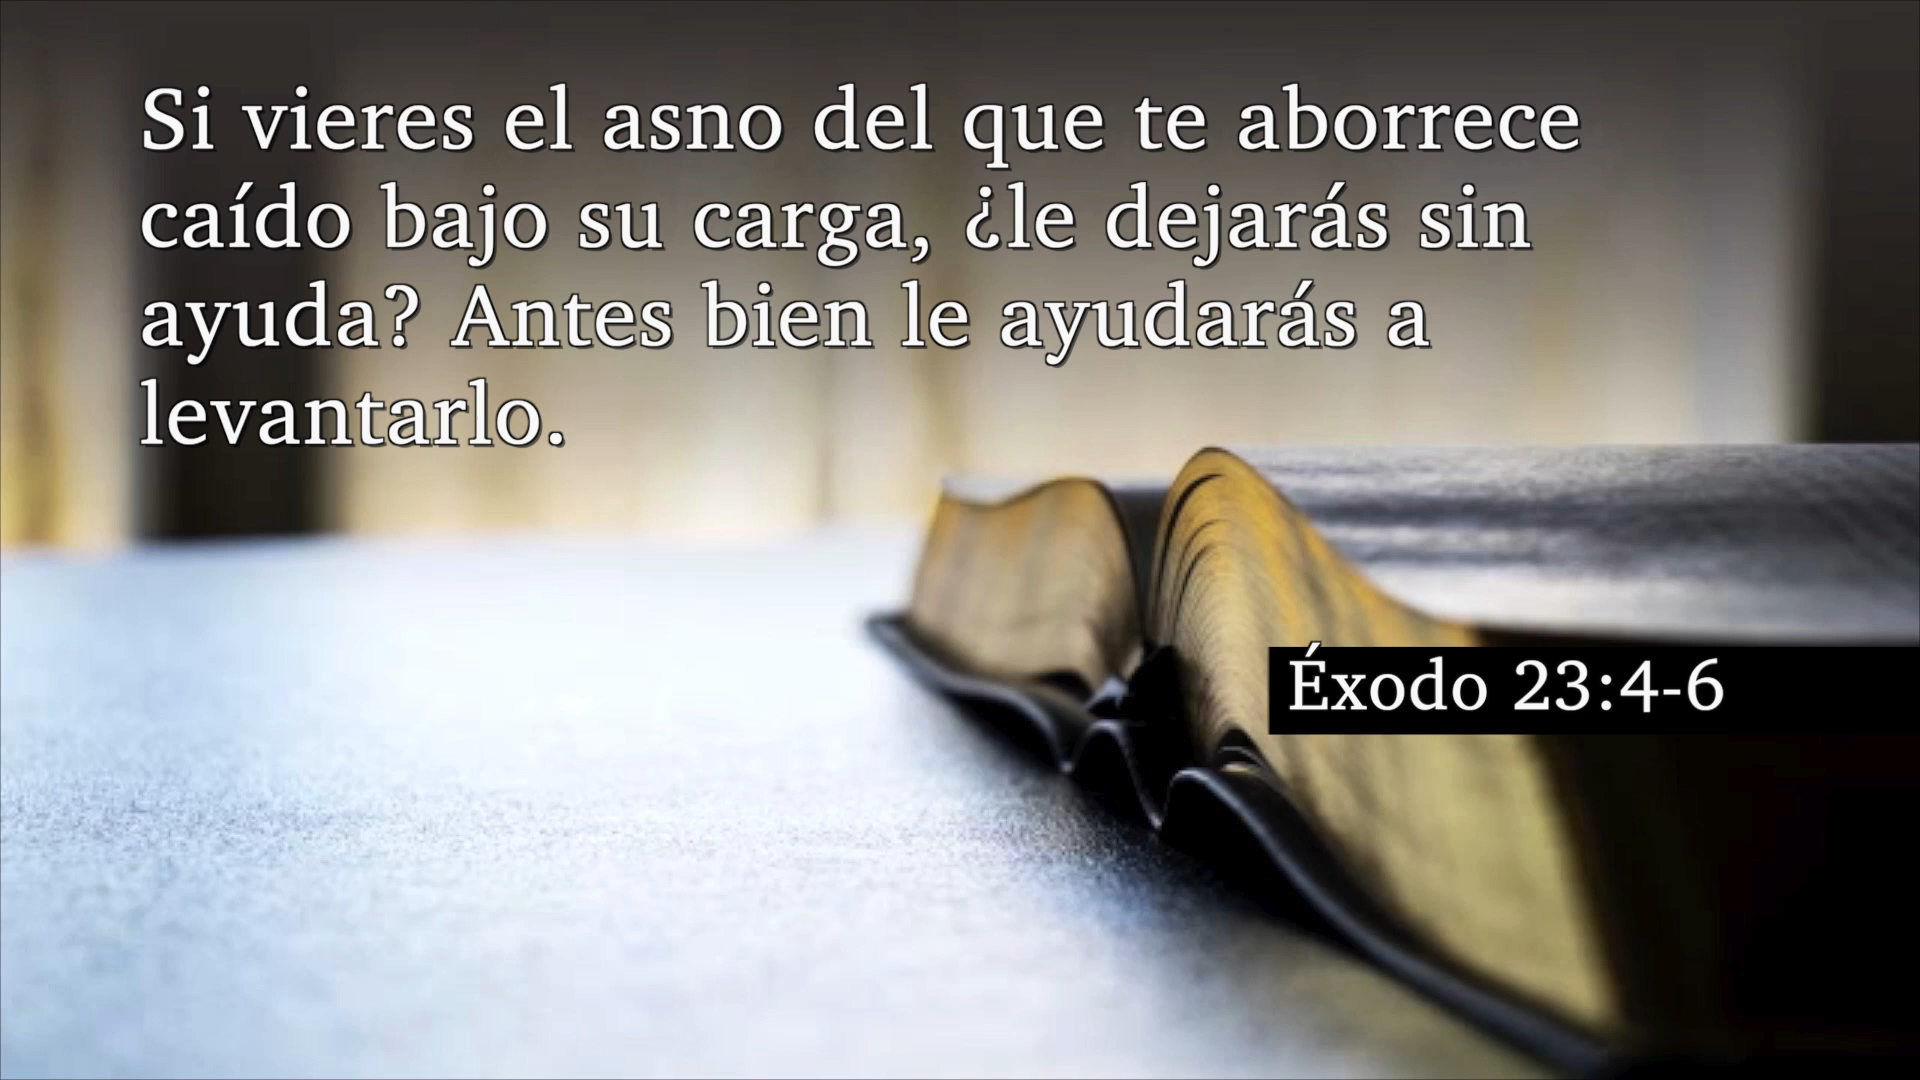 Si vieres el asno del que te aborrece
caído bajo su carga, ¿le dejarás sin
ayuda? Antes bien le ayudarás a
levantarlo.
Éxodo 23:4-6